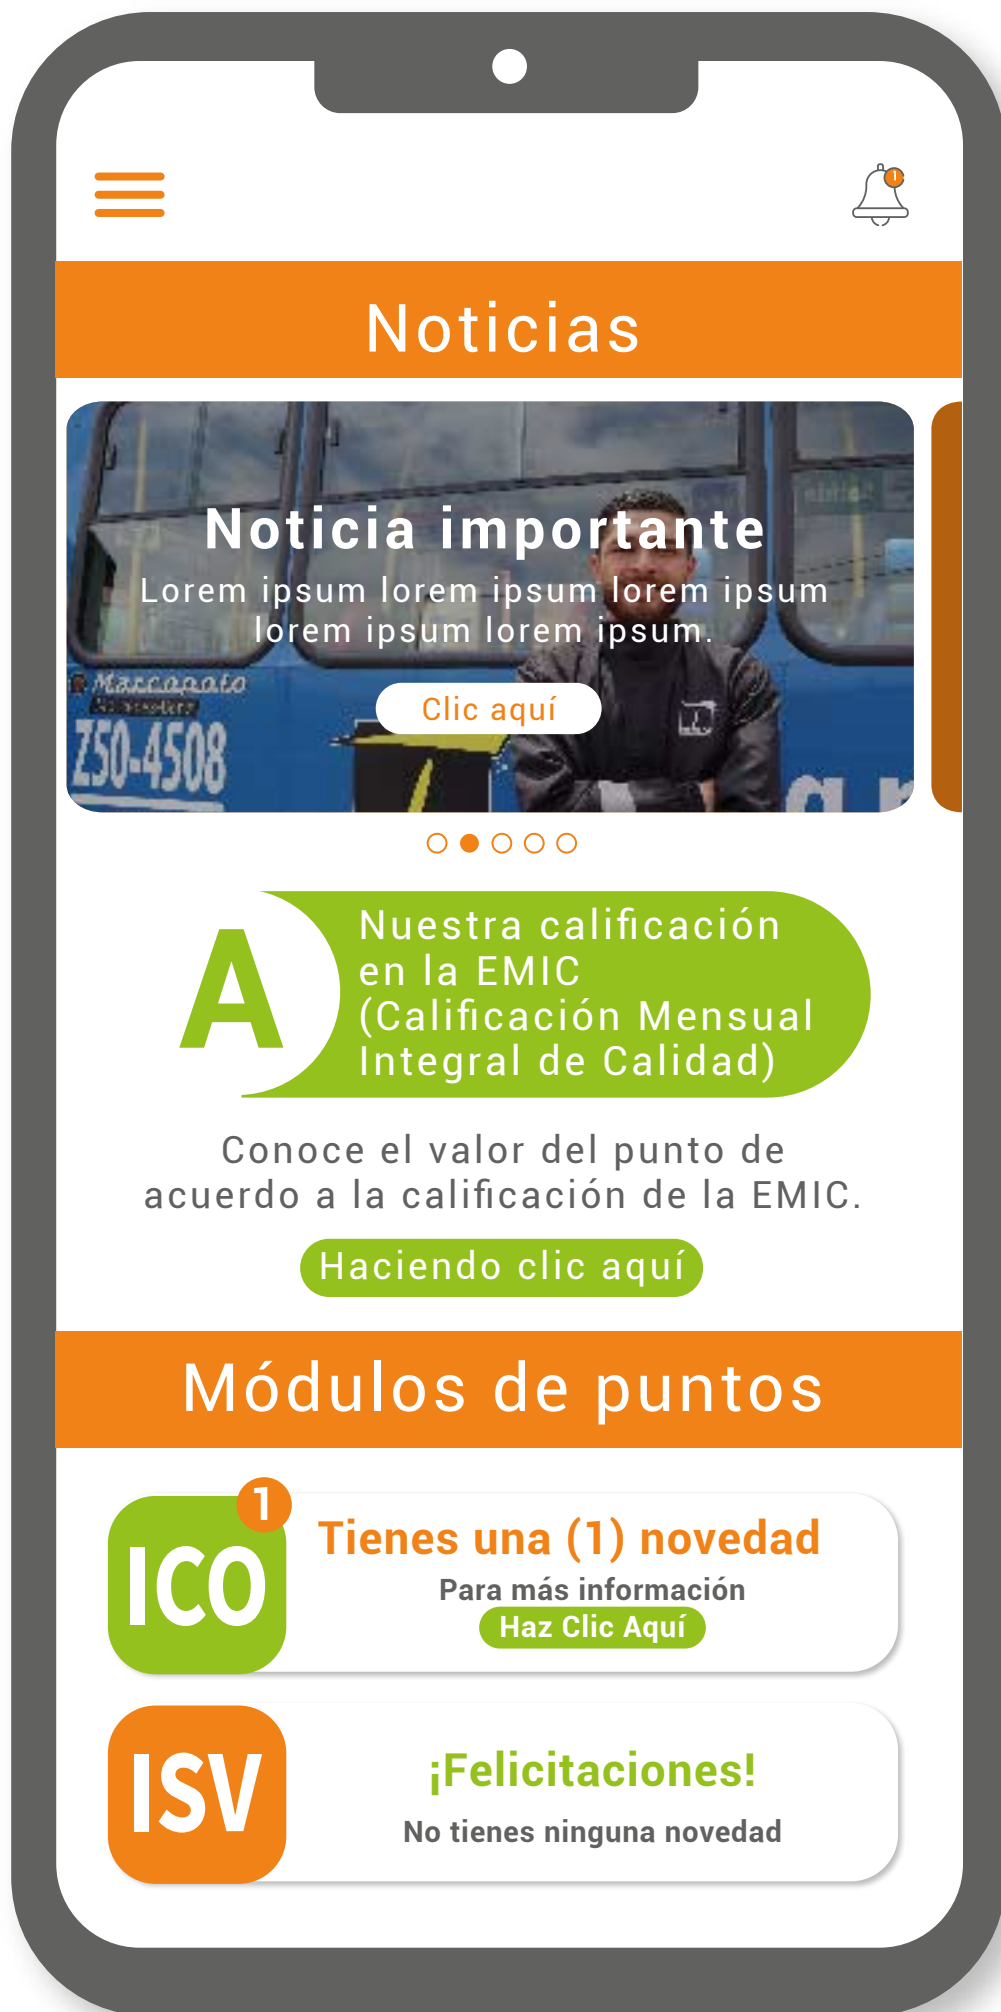 1
Noticias
Noticia importante
Lorem ipsum lorem ipsum lorem ipsum
lorem ipsum lorem ipsum.
Marcapato
Z50-4508
Clic aquí
A
Nuestra calificación
en la EMIC
(Calificación Mensual
Integral de Calidad)
Conoce el valor del punto de
acuerdo a la calificación de la EMIC.
Haciendo clic aquí
Módulos de puntos
1
ICO
Tienes una (1) novedad
Para más información
Haz Clic Aquí
ISV
¡Felicitaciones!
No tienes ninguna novedad